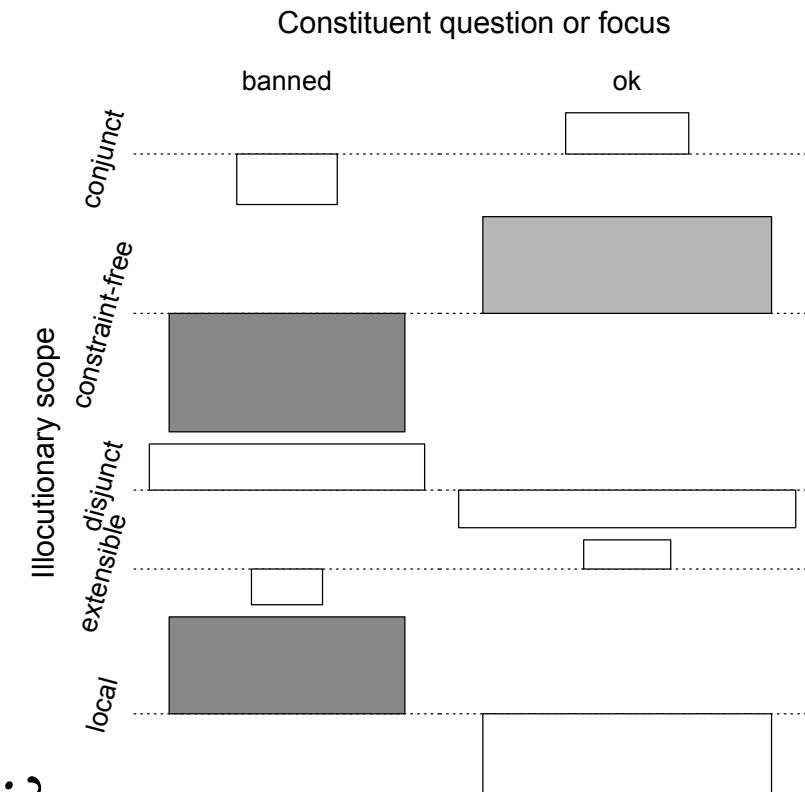 Constituent question or focus
banned ok
Illocutionary scope
conjunct
constraint-free
disjunct
extensible
local